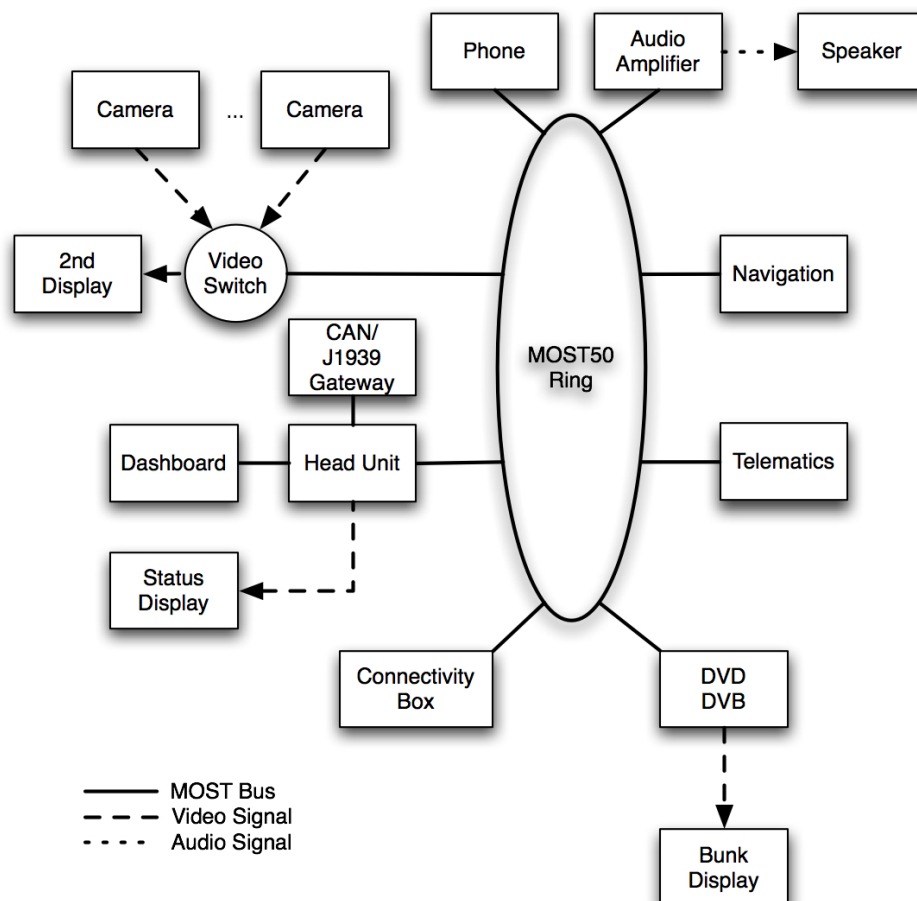 Phone
Audio
Amplifier
Speaker
Camera
...
Camera
2nd
Display
Video
Switch
Navigation
CAN/
J1939
Gateway
MOST50
Ring
Dashboard
Head Unit
Telematics
Status
Display
Connectivity
Box
DVD
DVB
MOST Bus
Video Signal
Audio Signal
Bunk
Display